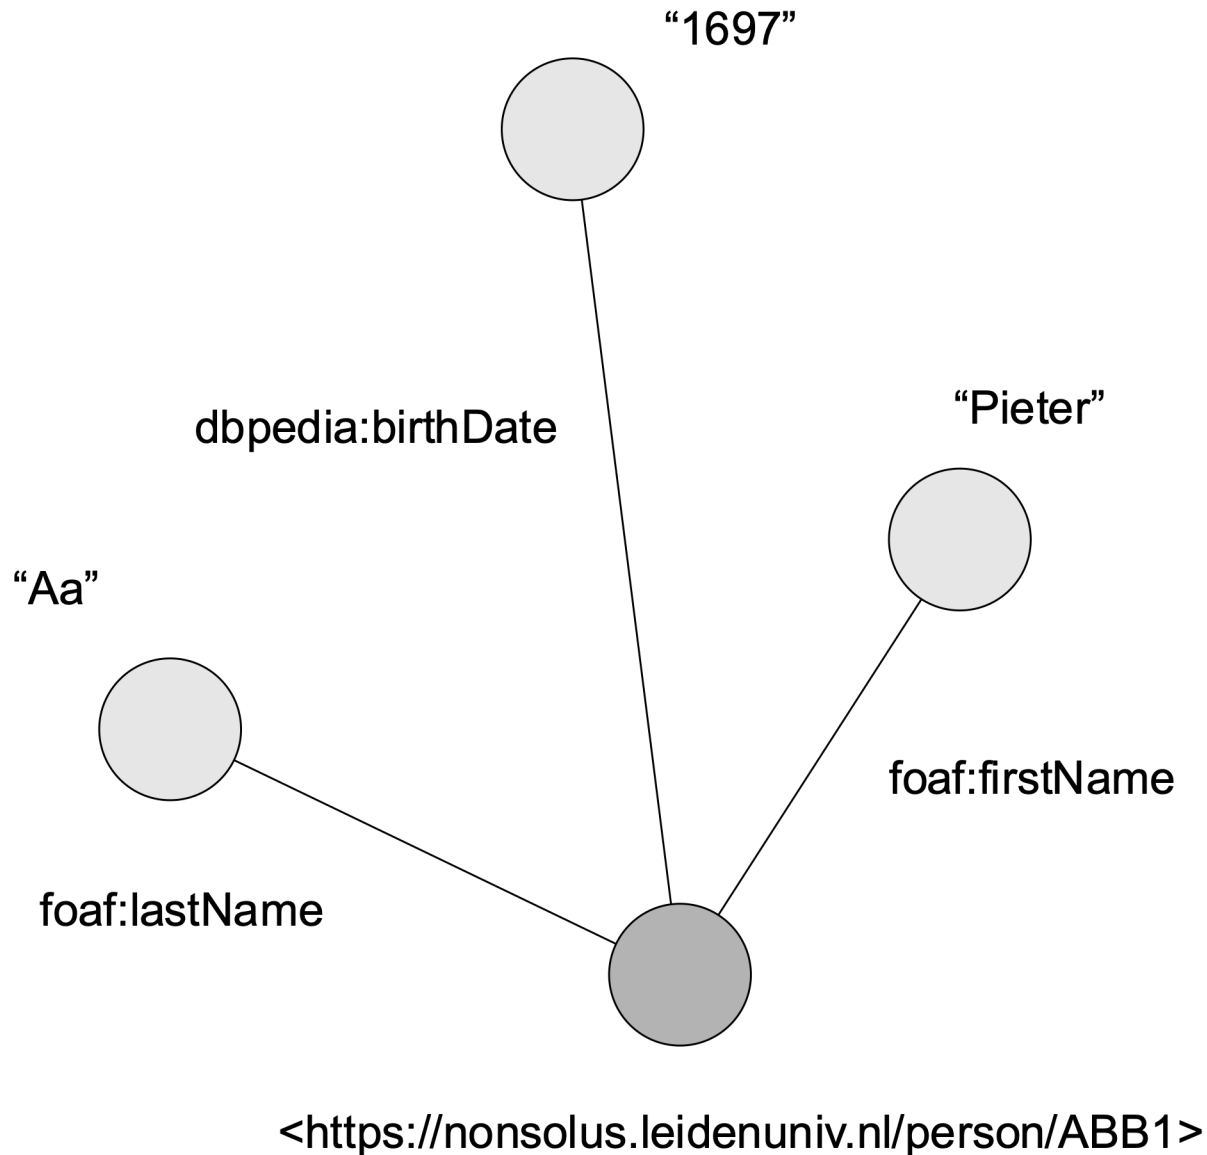 “1697”
“Pieter”
dbpedia:birthDate
“Aa”
foaf:firstName
foaf:lastName
<https://nonsolus.leidenuniv.nl/person/ABB1>